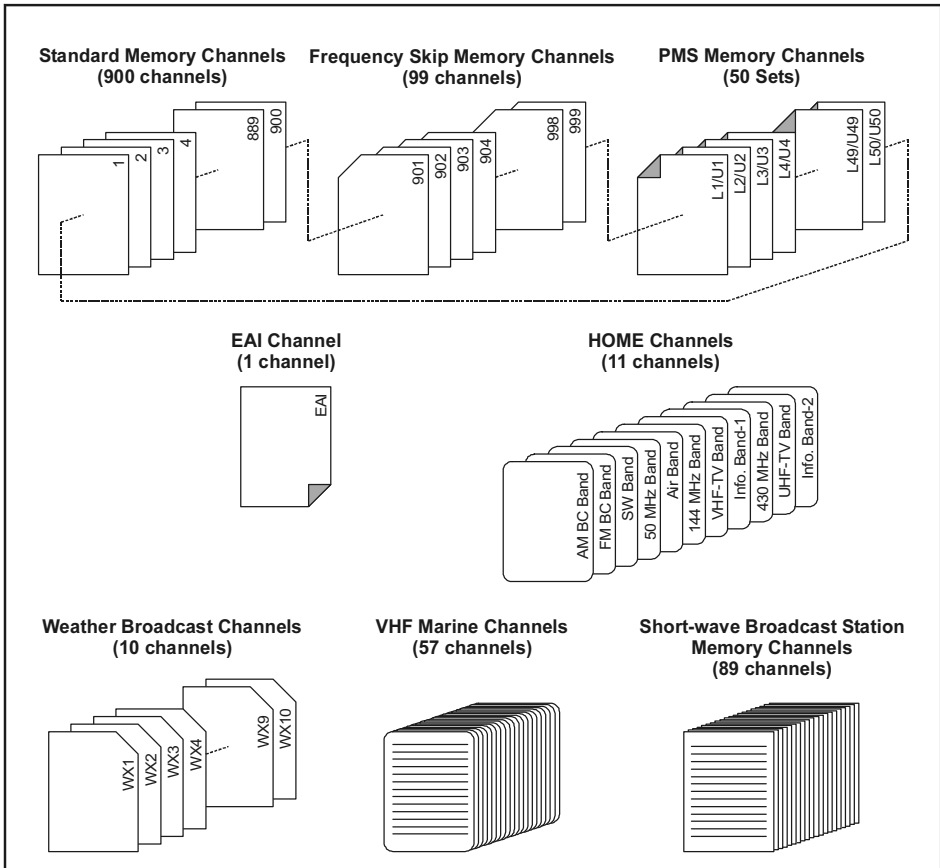 Standard Memory Channels
(900 channels)
Frequency Skip Memory Channels
(99 channels)
PMS Memory Channels
(50 Sets)
1
2
3
4
889
900
901
902
903
904
998
999
L1/U1
L2/U2
L3/U3
L4/U4
L49/U49
L50/U50
EAI Channel
(1 channel)
EAI
HOME Channels
(11 channels)
AM BC Band
FM BC Band
SW Band
50 MHz Band
Air Band
144 MHz Band
VHF-TV Band
Info. Band-1
430 MHz Band
UHF-TV Band
Info. Band-2
Weather Broadcast Channels
(10 channels)
WX1
WX2
WX3
WX4
WX9
WX10
VHF Marine Channels
(57 channels)
Short-wave Broadcast Station
Memory Channels
(89 channels)